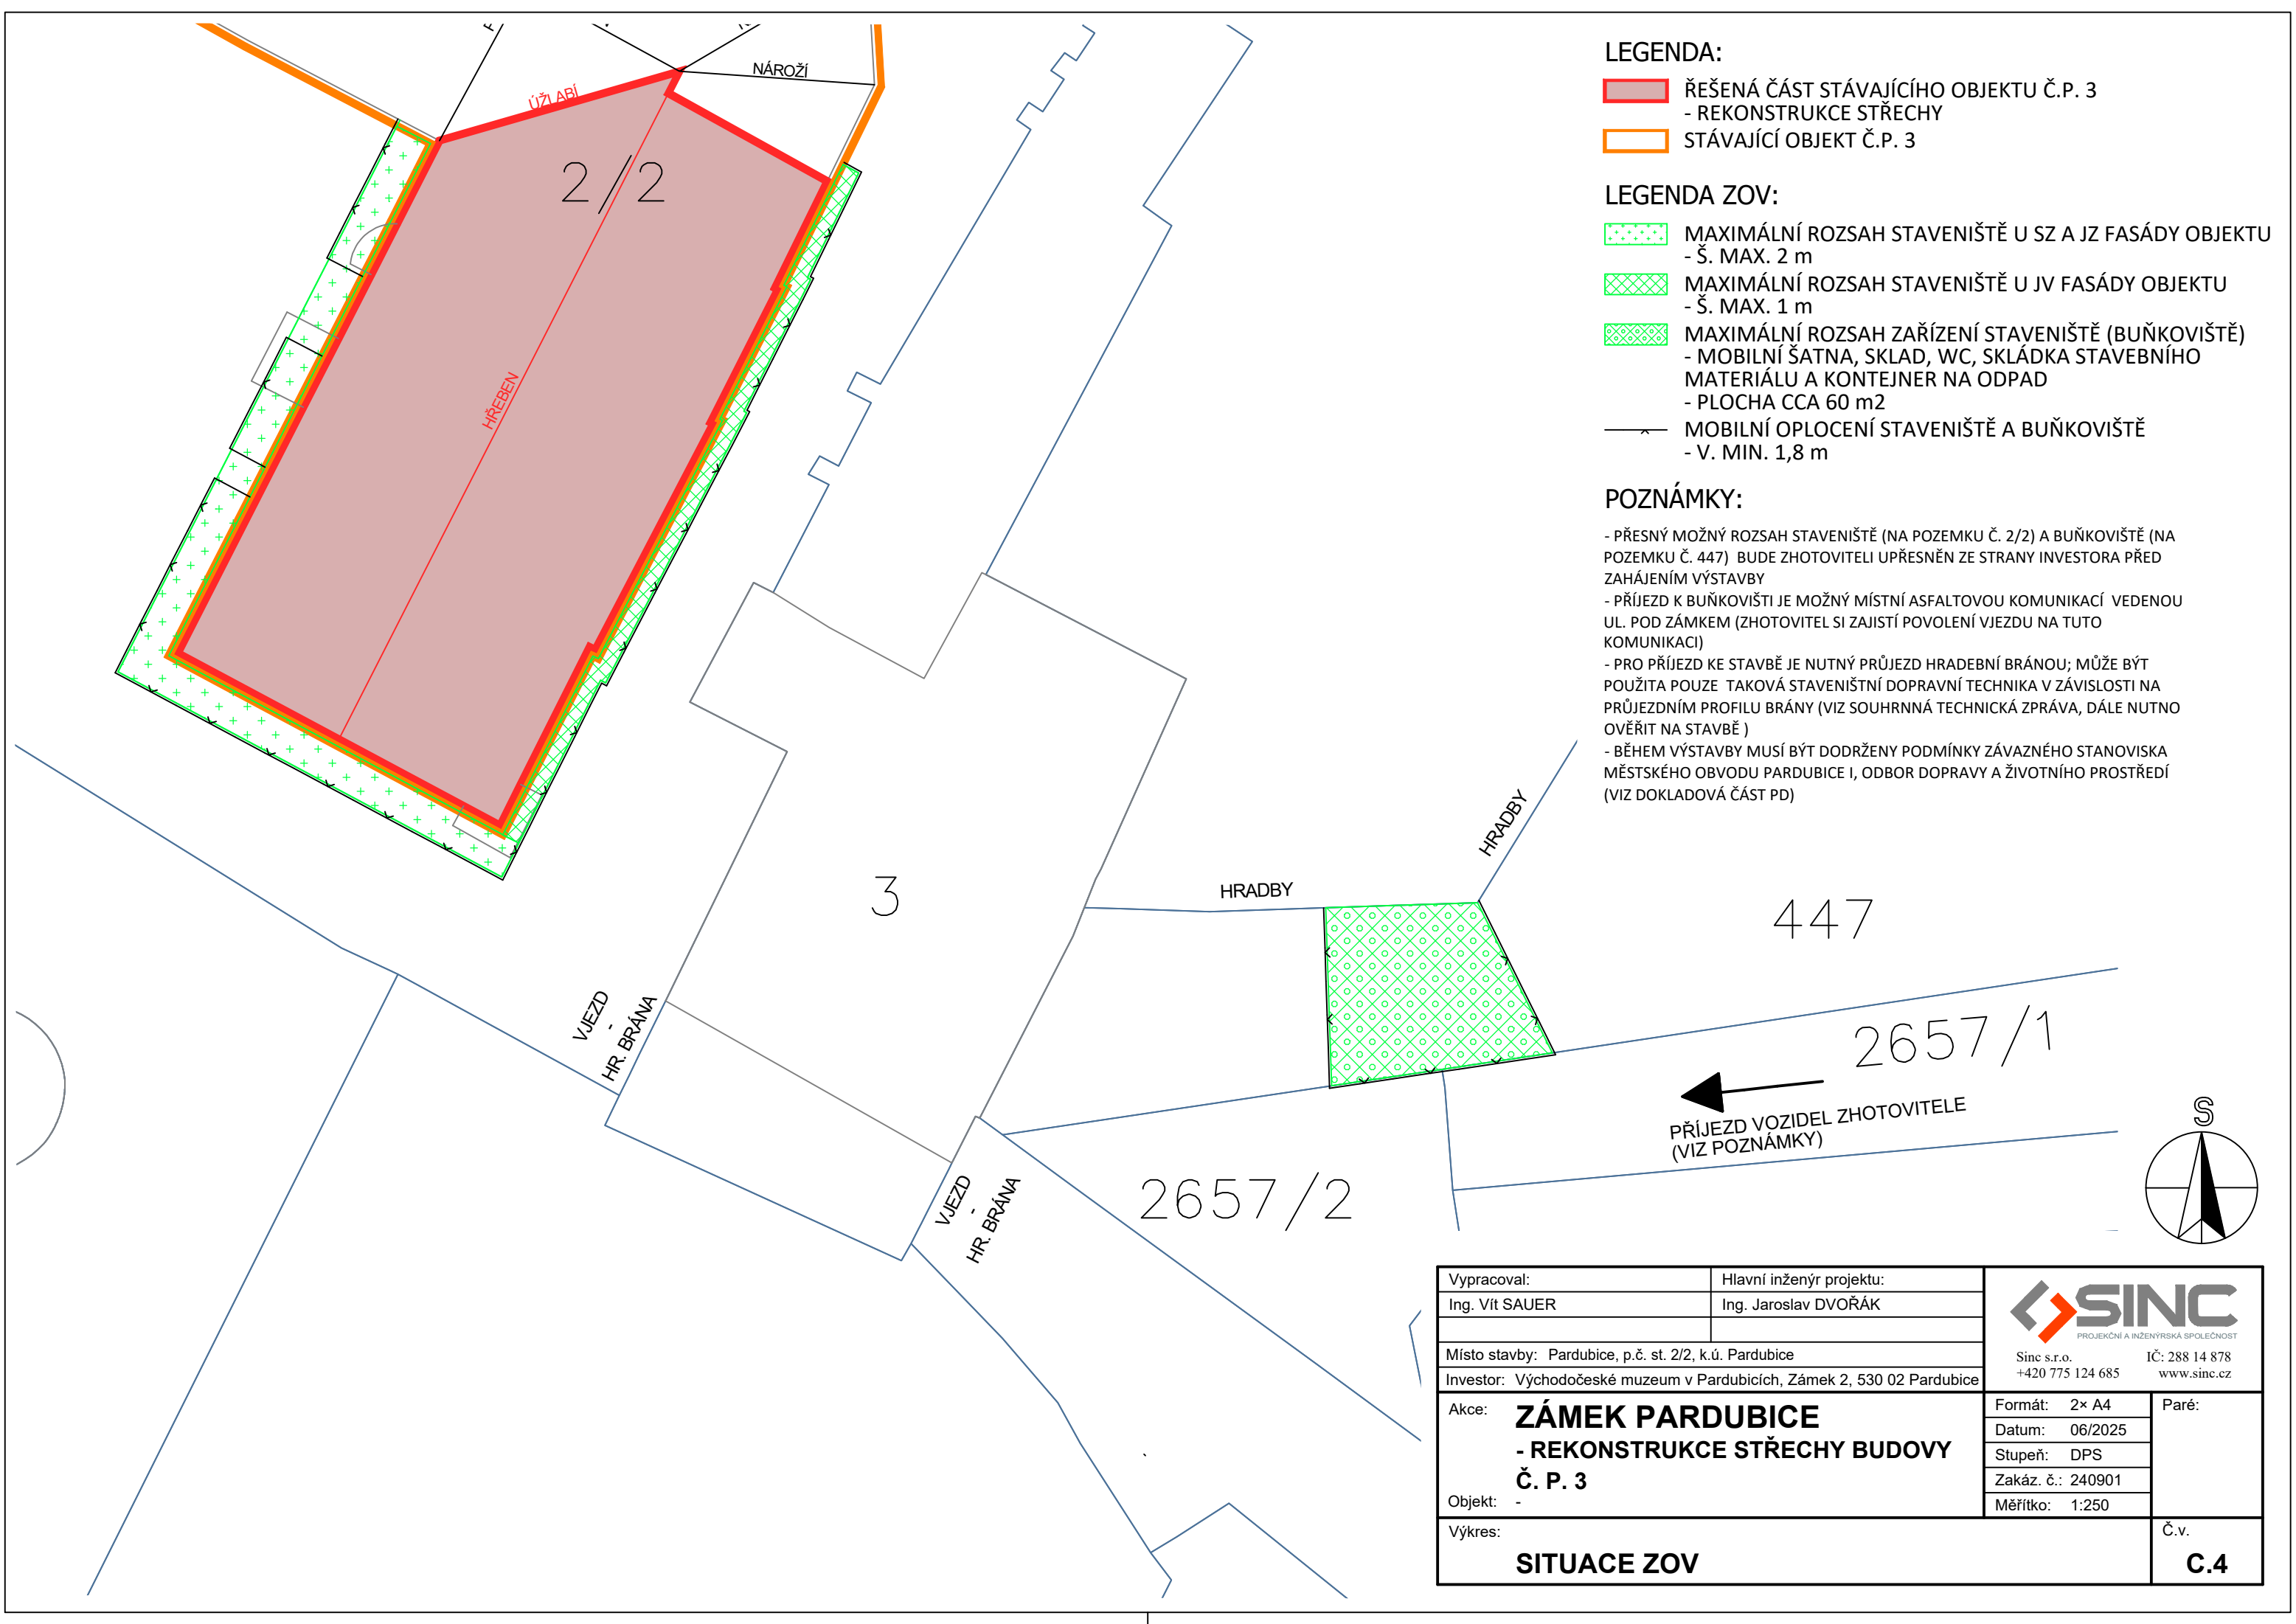 NÁROŽÍ
ÚŽLABÍ
2/2
HŘEBEN
3
HRADBY
HRADBY
447
2657/1
2657/2
VJEZD
-
HR. BRÁNA
VJEZD
-
HR. BRÁNA
PŘÍJEZD VOZIDEL ZHOTOVITELE
(VIZ POZNÁMKY)
S
LEGENDA:
ŘEŠENÁ ČÁST STÁVAJÍCÍHO OBJEKTU Č.P. 3
- REKONSTRUKCE STŘECHY
STÁVAJÍCÍ OBJEKT Č.P. 3
LEGENDA ZOV:
MAXIMÁLNÍ ROZSAH STAVENIŠTĚ U SZ A JZ FASÁDY OBJEKTU
- Š. MAX. 2 m
MAXIMÁLNÍ ROZSAH STAVENIŠTĚ U JV FASÁDY OBJEKTU
- Š. MAX. 1 m
MAXIMÁLNÍ ROZSAH ZAŘÍZENÍ STAVENIŠTĚ (BUŇKOVIŠTĚ)
- MOBILNÍ ŠATNA, SKLAD, WC, SKLÁDKA STAVEBNÍHO
MATERIÁLU A KONTEJNER NA ODPAD
- PLOCHA CCA 60 m2
MOBILNÍ OPLOCENÍ STAVENIŠTĚ A BUŇKOVIŠTĚ
- V. MIN. 1,8 m
POZNÁMKY:
- PŘESNÝ MOŽNÝ ROZSAH STAVENIŠTĚ (NA POZEMKU Č. 2/2) A BUŇKOVIŠTĚ (NA
POZEMKU Č. 447) BUDE ZHOTOVITELI UPŘESNĚN ZE STRANY INVESTORA PŘED
ZAHÁJENÍM VÝSTAVBY
- PŘÍJEZD K BUŇKOVIŠTI JE MOŽNÝ MÍSTNÍ ASFALTOVOU KOMUNIKACÍ VEDENOU
UL. POD ZÁMKEM (ZHOTOVITEL SI ZAJISTÍ POVOLENÍ VJEZDU NA TUTO
KOMUNIKACI)
- PRO PŘÍJEZD KE STAVBĚ JE NUTNÝ PRŮJEZD HRADEBNÍ BRÁNOU; MŮŽE BÝT
POUŽITA POUZE TAKOVÁ STAVENIŠTNÍ DOPRAVNÍ TECHNIKA V ZÁVISLOSTI NA
PRŮJEZDNÍM PROFILU BRÁNY (VIZ SOUHRNNÁ TECHNICKÁ ZPRÁVA, DÁLE NUTNO
OVĚŘIT NA STAVBĚ )
- BĚHEM VÝSTAVBY MUSÍ BÝT DODRŽENY PODMÍNKY ZÁVAZNÉHO STANOVISKA
MĚSTSKÉHO OBVODU PARDUBICE I, ODBOR DOPRAVY A ŽIVOTNÍHO PROSTŘEDÍ
(VIZ DOKLADOVÁ ČÁST PD)
Vypracoval:
Hlavní inženýr projektu:
Ing. Vít SAUER
Ing. Jaroslav DVOŘÁK
Místo stavby: Pardubice, p.č. st. 2/2, k.ú. Pardubice
Investor: Východočeské muzeum v Pardubicích, Zámek 2, 530 02 Pardubice
SINC
PROJEKČNÍ A INŽENÝRSKÁ SPOLEČNOST
Sinc s.r.o. IČ: 288 14 878
+420 775 124 685 www.sinc.cz
Akce: ZÁMEK PARDUBICE
- REKONSTRUKCE STŘECHY BUDOVY
Č. P. 3
Objekt: -
Formát: 2× A4
Datum: 06/2025
Stupeň: DPS
Zakáz. č.: 240901
Měřítko: 1:250
Paré:
Výkres:
SITUACE ZOV
Č.v.
C.4